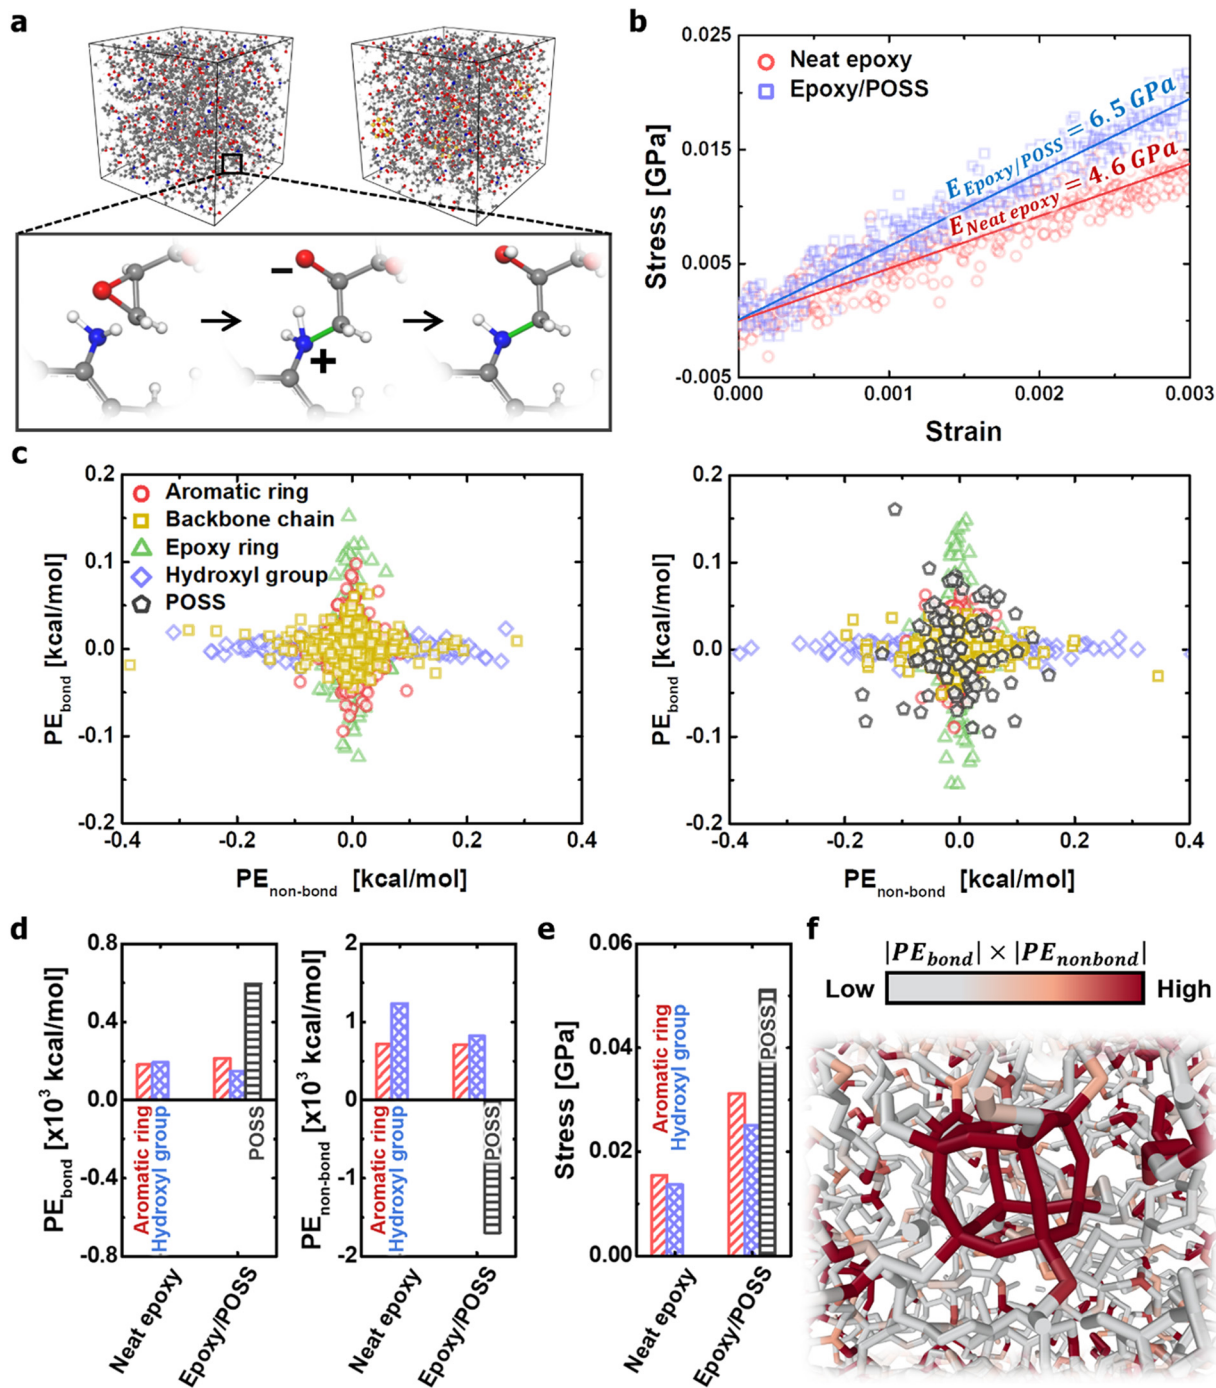 a
−
+
b
Stress [GPa]
0.025
0.015
0.005
-0.005
Neat epoxy
Epoxy/POSS
E_Epoxy/POSS = 6.5 GPa
E_Neat epoxy = 4.6 GPa
0.000 0.001 0.002 0.003
Strain
c
PE_bond [kcal/mol]
0.2
0.1
0.0
-0.1
-0.2
Aromatic ring
Backbone chain
Epoxy ring
Hydroxyl group
POSS
-0.4 -0.2 0.0 0.2 0.4
PE_non-bond [kcal/mol]
PE_bond [kcal/mol]
0.2
0.1
0.0
-0.1
-0.2
-0.4 -0.2 0.0 0.2 0.4
PE_non-bond [kcal/mol]
d
PE_bond [x10³ kcal/mol]
0.8
0.4
0.0
-0.4
-0.8
Aromatic ring
Hydroxyl group
POSS
Neat epoxy
Epoxy/POSS
PE_non-bond [x10³ kcal/mol]
2
1
0
-1
-2
Aromatic ring
Hydroxyl group
POSS
Neat epoxy
Epoxy/POSS
e
Stress [GPa]
0.06
0.04
0.02
0.00
Aromatic ring
Hydroxyl group
POSS
Neat epoxy
Epoxy/POSS
f
|PE_bond| × |PE_nonbond|
Low High